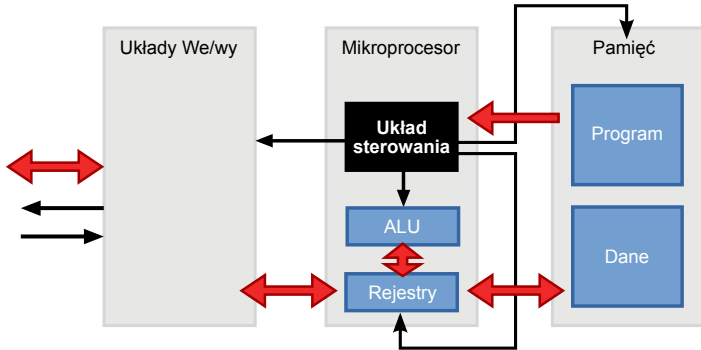 Układy We/wy
Mikroprocesor
Pamięć
Układ
sterowania
Program
ALU
Dane
Rejestry